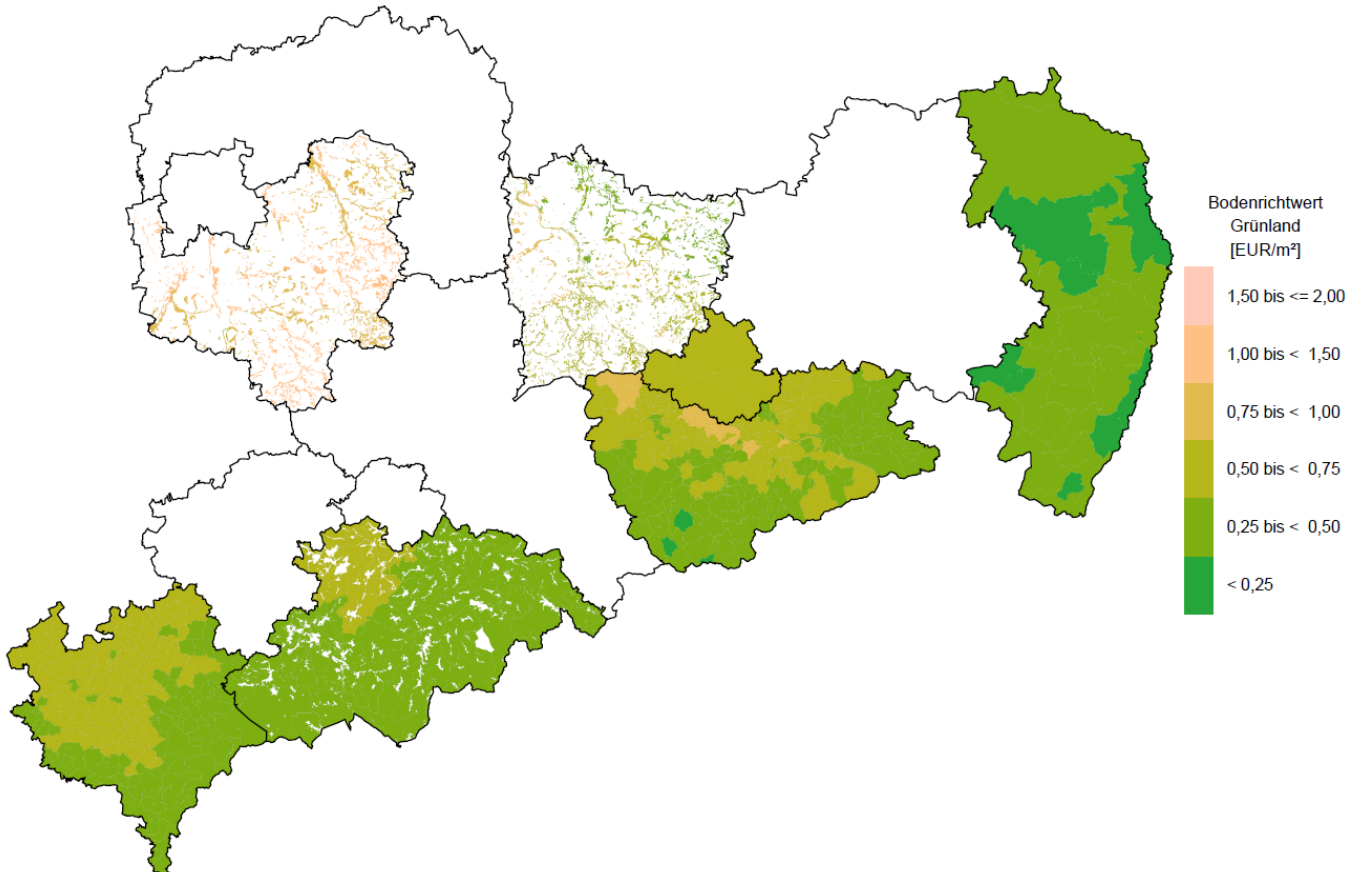 Bodenrichtwert
Grünland
[EUR/m²]
1,50 bis <= 2,00
1,00 bis < 1,50
0,75 bis < 1,00
0,50 bis < 0,75
0,25 bis < 0,50
< 0,25